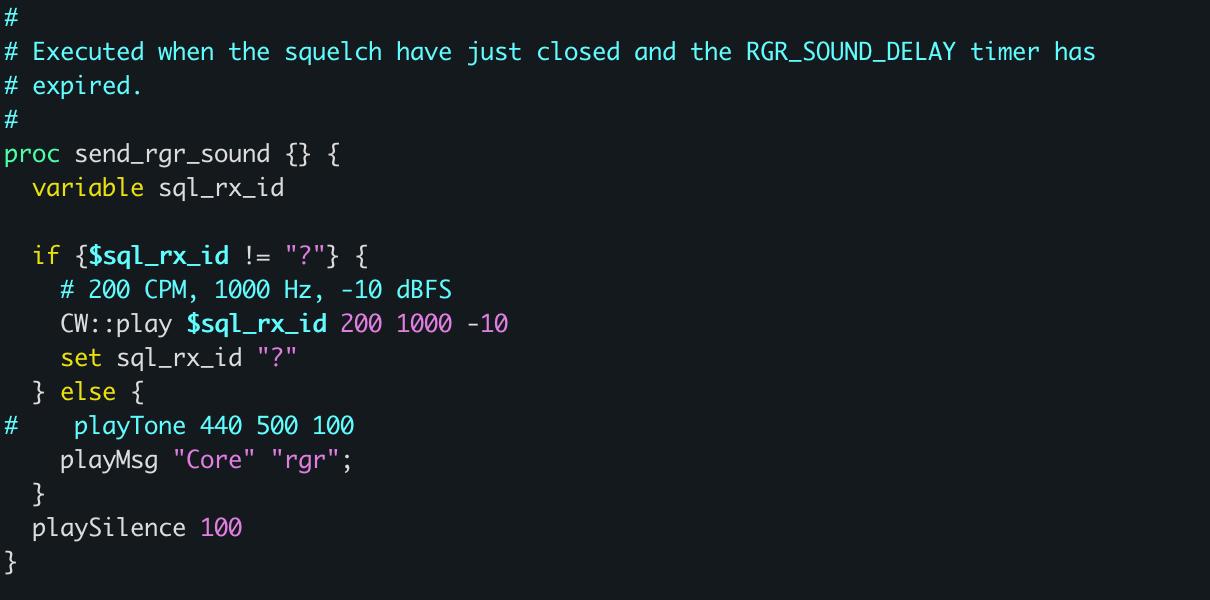 #
# Executed when the squelch have just closed and the RGR_SOUND_DELAY timer has
# expired.
#
proc send_rgr_sound {} {
  variable sql_rx_id

  if {$sql_rx_id != "?"} {
    # 200 CPM, 1000 Hz, -10 dBFS
    CW::play $sql_rx_id 200 1000 -10
    set sql_rx_id "?"
  } else {
#    playTone 440 500 100
    playMsg "Core" "rgr";
  }
  playSilence 100
}